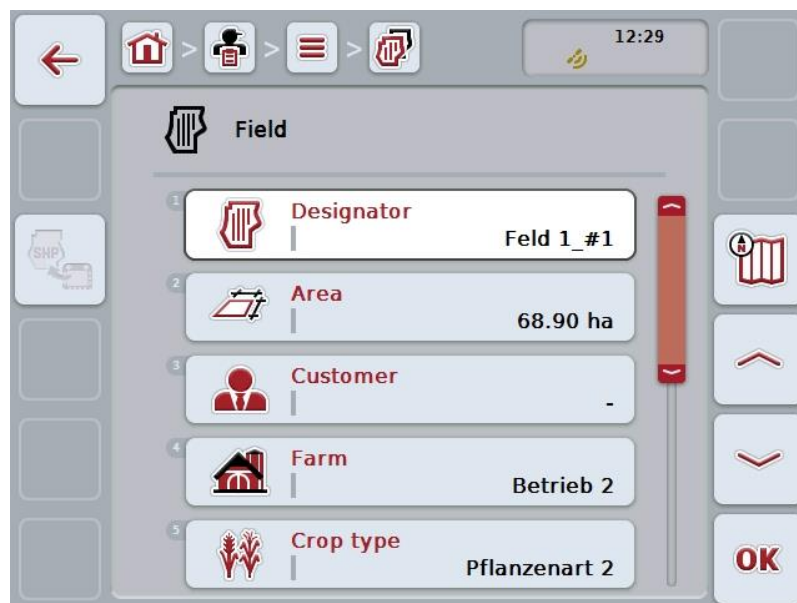 12:29
Field
1
Designator
Feld 1_#1
2
Area
68.90 ha
SHP
N
3
Customer
-
4
Farm
Betrieb 2
5
Crop type
Pflanzenart 2
OK